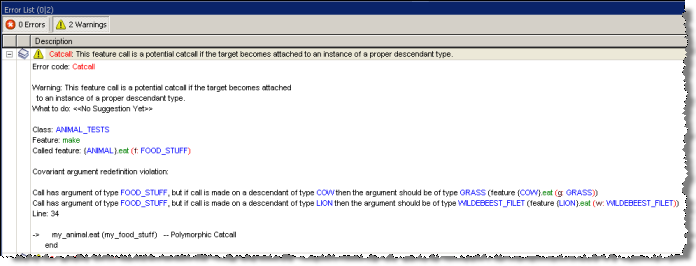 Error List (0|2)
0 Errors
2 Warnings
Description
Catcall: This feature call is a potential catcall if the target becomes attached to an instance of a proper descendant type.
Error code: Catcall
Warning: This feature call is a potential catcall if the target becomes attached
to an instance of a proper descendant type.
What to do: <<No Suggestion Yet>>
Class: ANIMAL_TESTS
Feature: make
Called feature: {ANIMAL}.eat (f: FOOD_STUFF)
Covariant argument redefinition violation:
Call has argument of type FOOD_STUFF, but if call is made on a descendant of type COW then the argument should be of type GRASS (feature {COW}.eat (g: GRASS))
Call has argument of type FOOD_STUFF, but if call is made on a descendant of type LION then the argument should be of type WILDEBEEST_FILET (feature {LION}.eat (w: WILDEBEEST_FILET))
Line: 34
-> my_animal.eat (my_food_stuff) -- Polymorphic Catcall
end